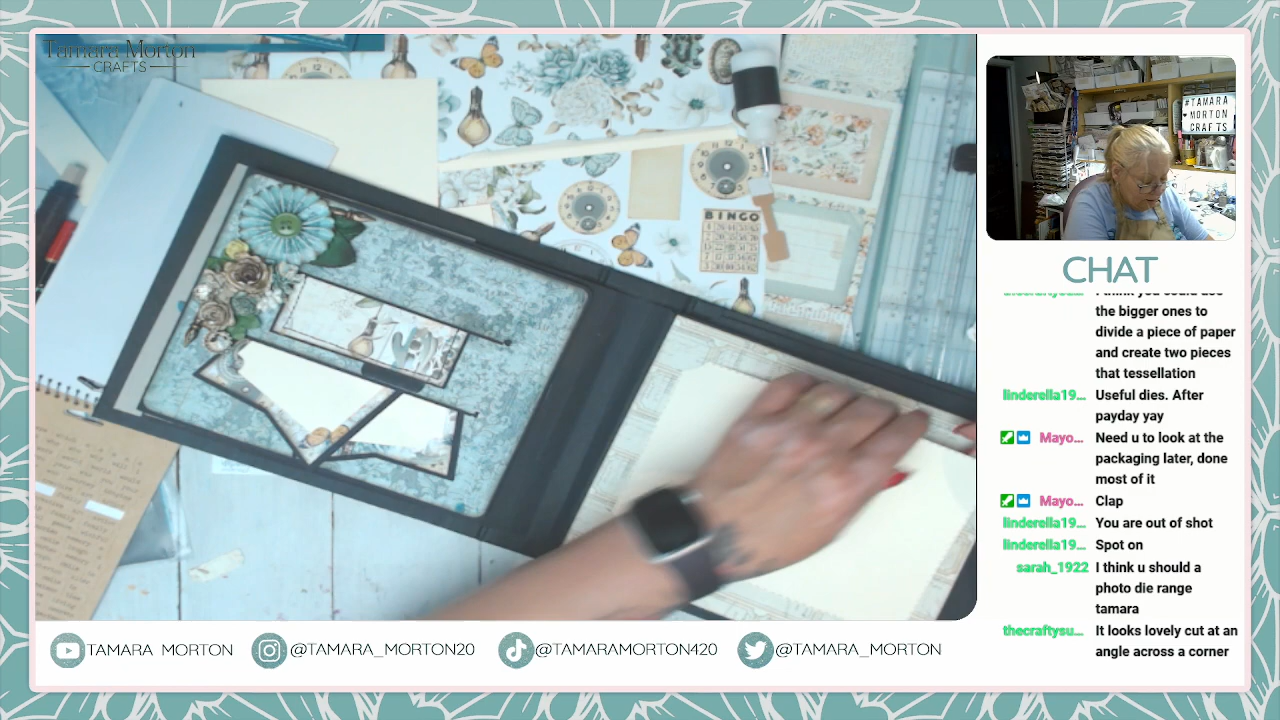 Tamara Morton
CRAFTS
BINGO
#TAMARA
♥ MORTON
CRAFTS
CHAT
I think you could use
the bigger ones to
divide a piece of paper
and create two pieces
that tessellation
linderella19... Useful dies. After
payday yay
Mayo... Need u to look at the
packaging later, done
most of it
Mayo... Clap
linderella19... You are out of shot
linderella19... Spot on
sarah_1922 I think u should a
photo die range
tamara
thecraftysu... It looks lovely cut at an
angle across a corner
TAMARA MORTON
@TAMARA_MORTON20
@TAMARAMORTON420
@TAMARA_MORTON